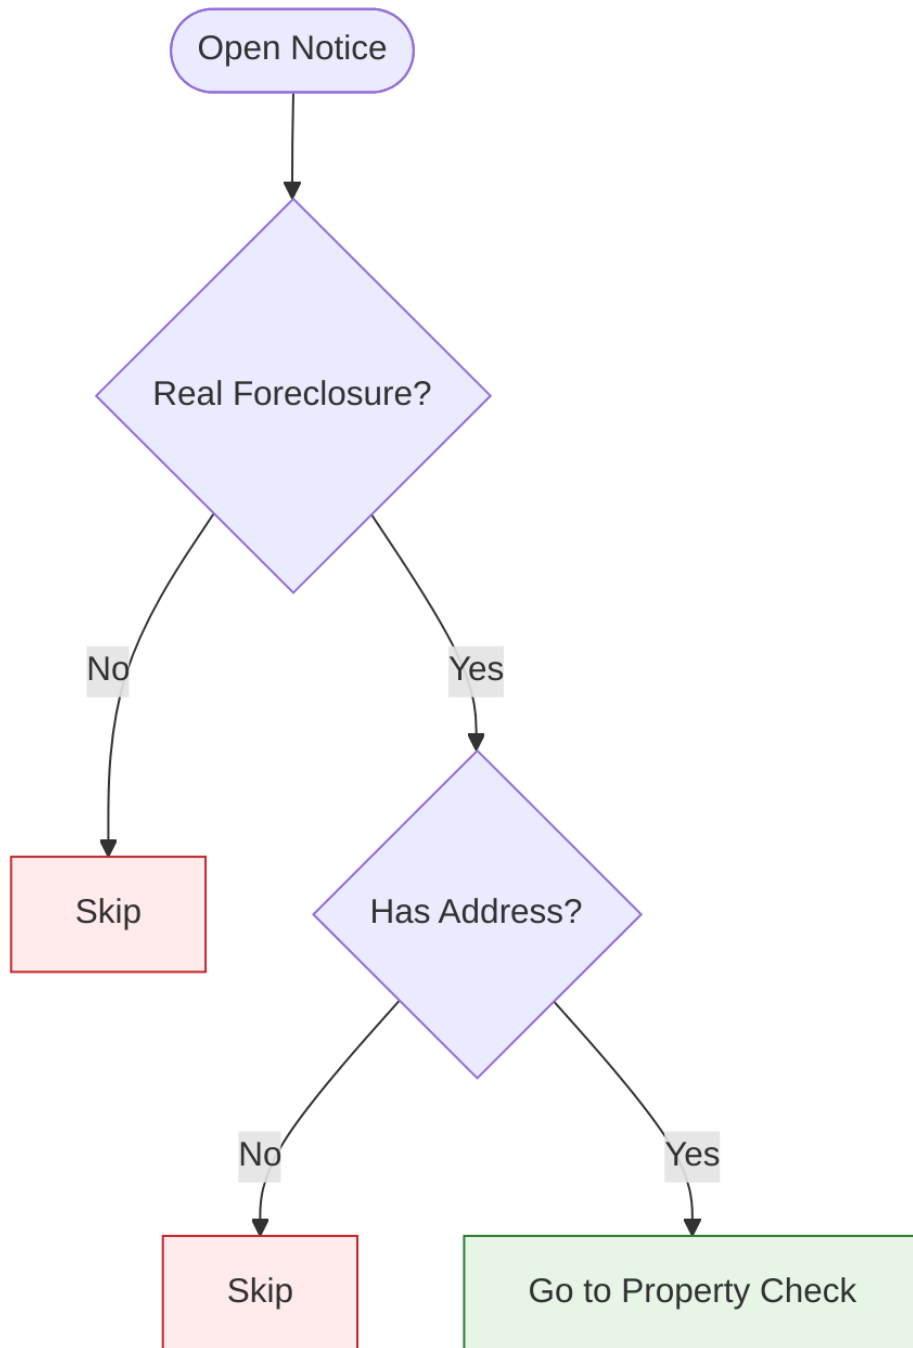 Open Notice
Real Foreclosure?
No
Yes
Skip
Has Address?
No
Yes
Skip
Go to Property Check